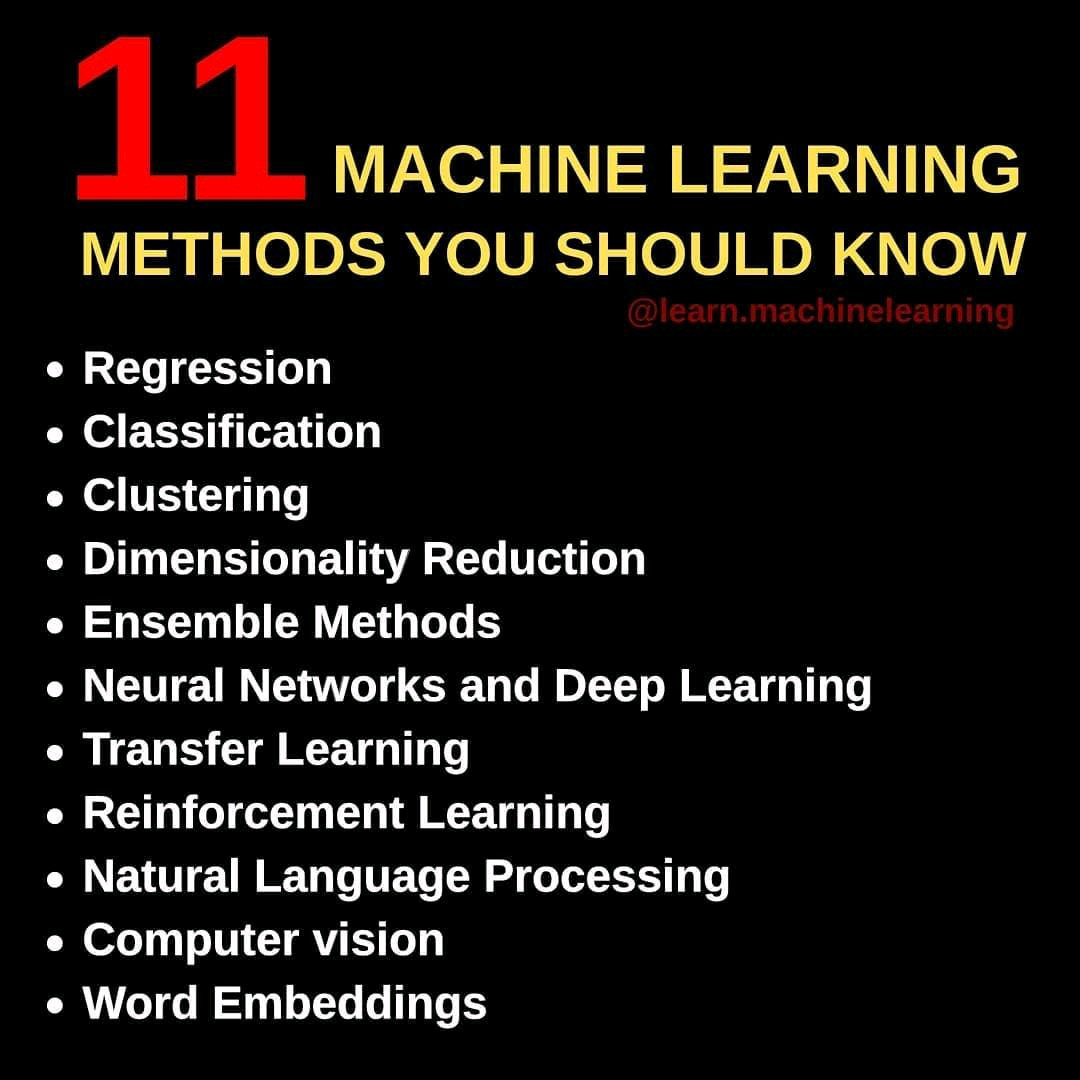 11 MACHINE LEARNING
METHODS YOU SHOULD KNOW
@learn.machinelearning
• Regression
• Classification
• Clustering
• Dimensionality Reduction
• Ensemble Methods
• Neural Networks and Deep Learning
• Transfer Learning
• Reinforcement Learning
• Natural Language Processing
• Computer vision
• Word Embeddings